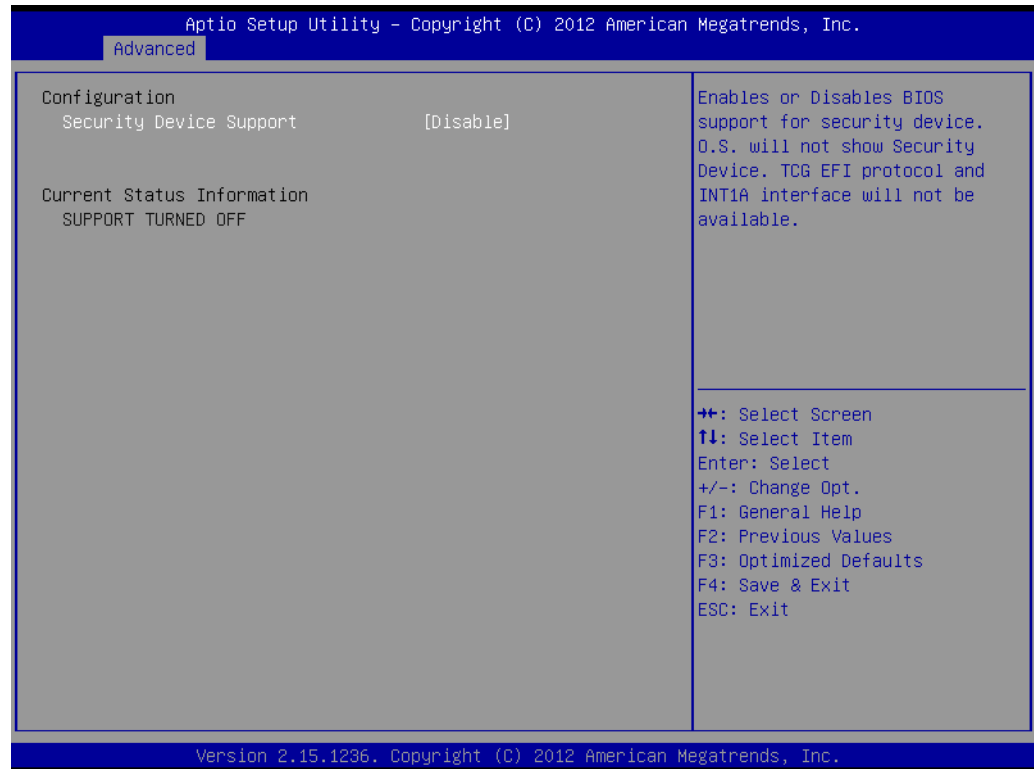 Aptio Setup Utility – Copyright (C) 2012 American Megatrends, Inc.
Advanced
Configuration
Security Device Support [Disable]
Current Status Information
SUPPORT TURNED OFF
Enables or Disables BIOS
support for security device.
O.S. will not show Security
Device. TCG EFI protocol and
INT1A interface will not be
available.
→←: Select Screen
↑↓: Select Item
Enter: Select
+/-: Change Opt.
F1: General Help
F2: Previous Values
F3: Optimized Defaults
F4: Save & Exit
ESC: Exit
Version 2.15.1236. Copyright (C) 2012 American Megatrends, Inc.